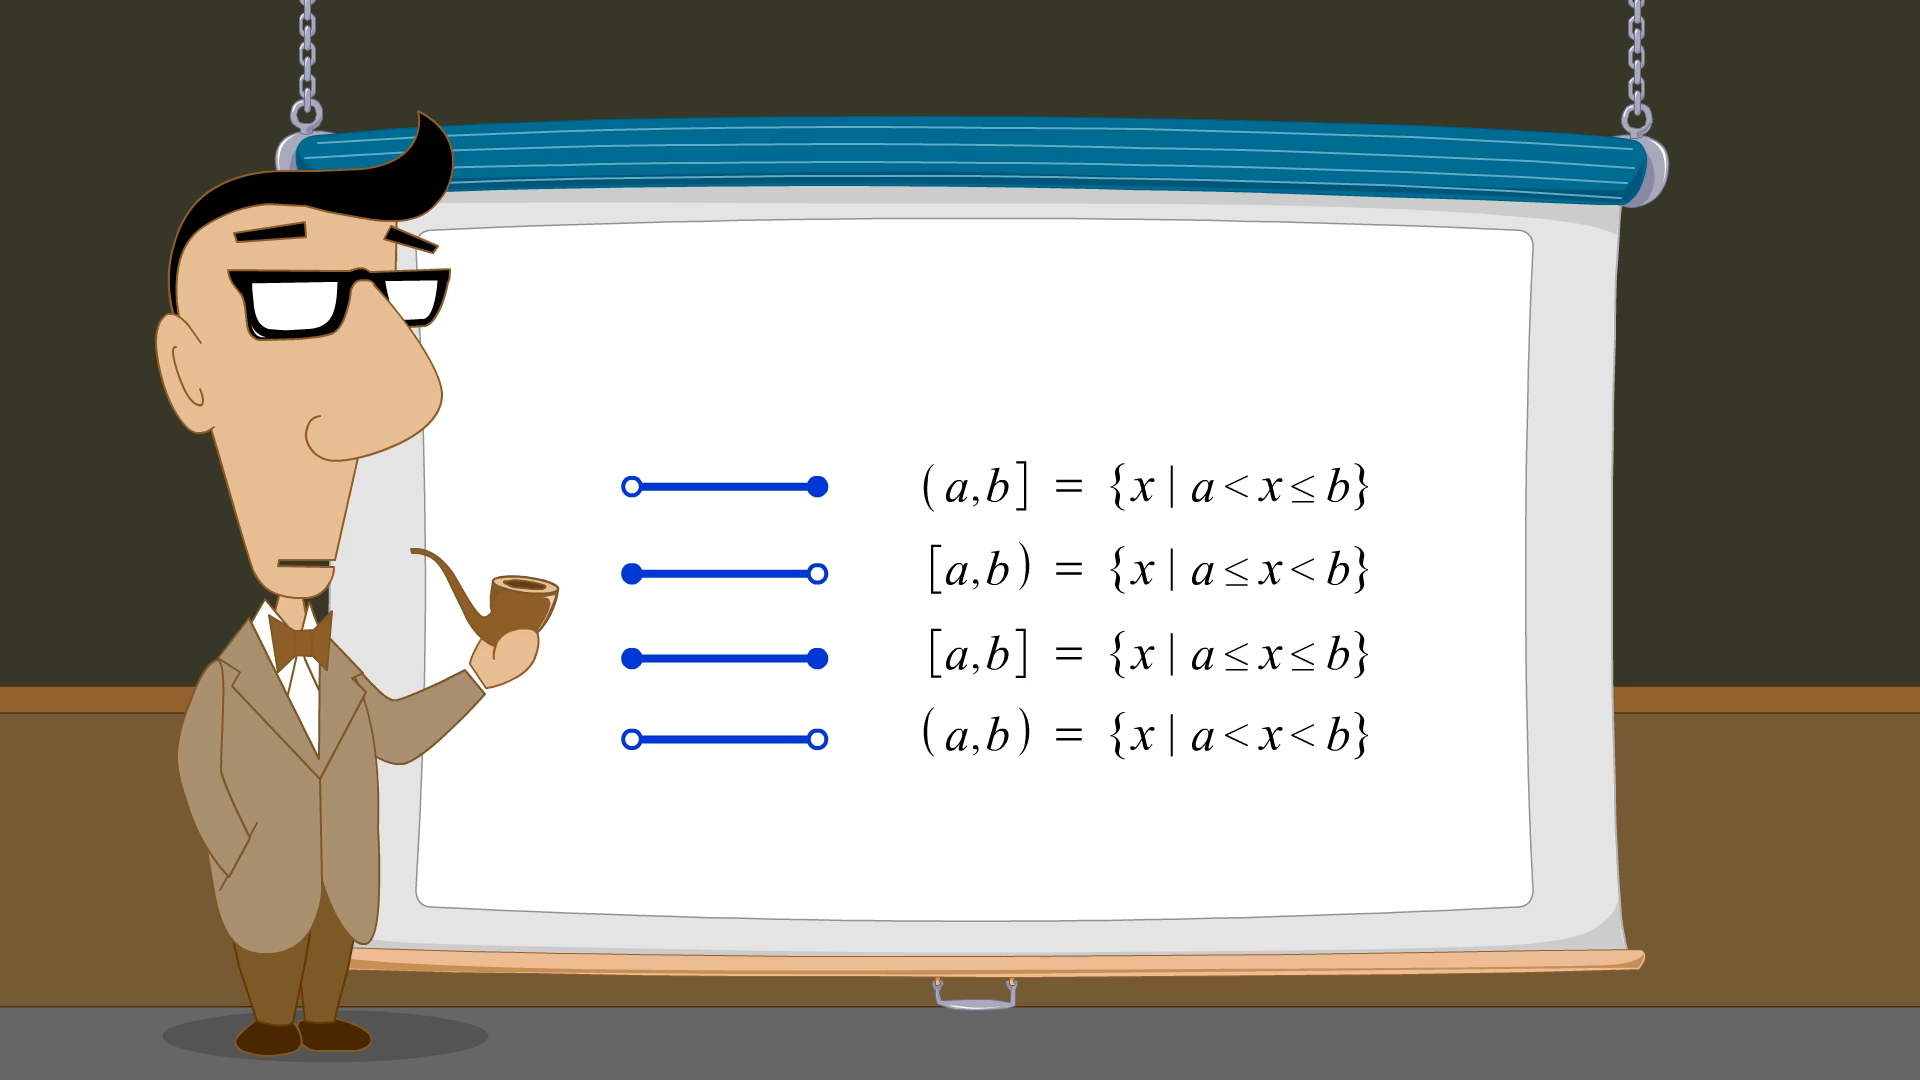 (a,b] = {x | a < x ≤ b}
[a,b) = {x | a ≤ x < b}
[a,b] = {x | a ≤ x ≤ b}
(a,b) = {x | a < x < b}